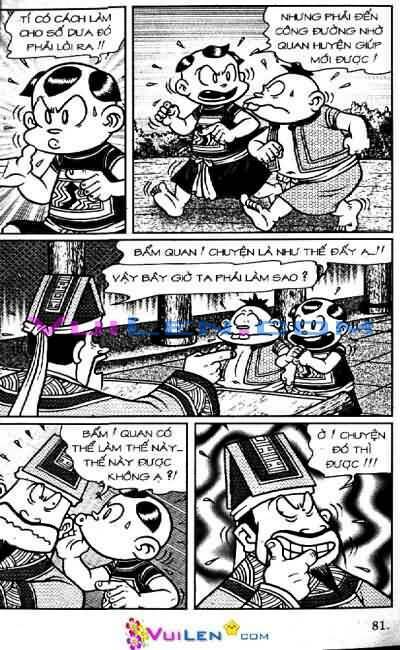 TÍ CÓ CÁCH LÀM
CHO SỐ DƯA ĐÓ
PHẢI LÒI RA !!
NHƯNG PHẢI ĐẾN
CÔNG ĐƯỜNG NHỜ
QUAN HUYỆN GIÚP
MỚI ĐƯỢC !
BẨM QUAN ! CHUYỆN LÀ NHƯ THẾ ĐẤY Ạ...!!
VẬY BÂY GIỜ TA PHẢI LÀM SAO ?
VUILEN.COM
BẨM ! QUAN CÓ
THỂ LÀM THẾ NÀY...
THẾ NÀY ĐƯỢC
KHÔNG Ạ ?!
Ờ ! CHUYỆN
ĐÓ THÌ
ĐƯỢC !!!
81.
VUILEN COM